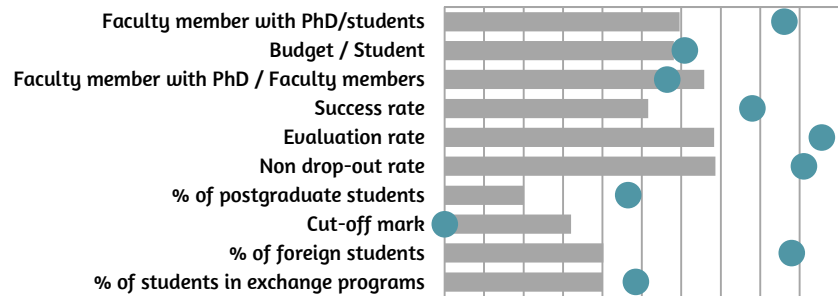 Faculty member with PhD/students
Budget / Student
Faculty member with PhD / Faculty members
Success rate
Evaluation rate
Non drop-out rate
% of postgraduate students
Cut-off mark
% of foreign students
% of students in exchange programs